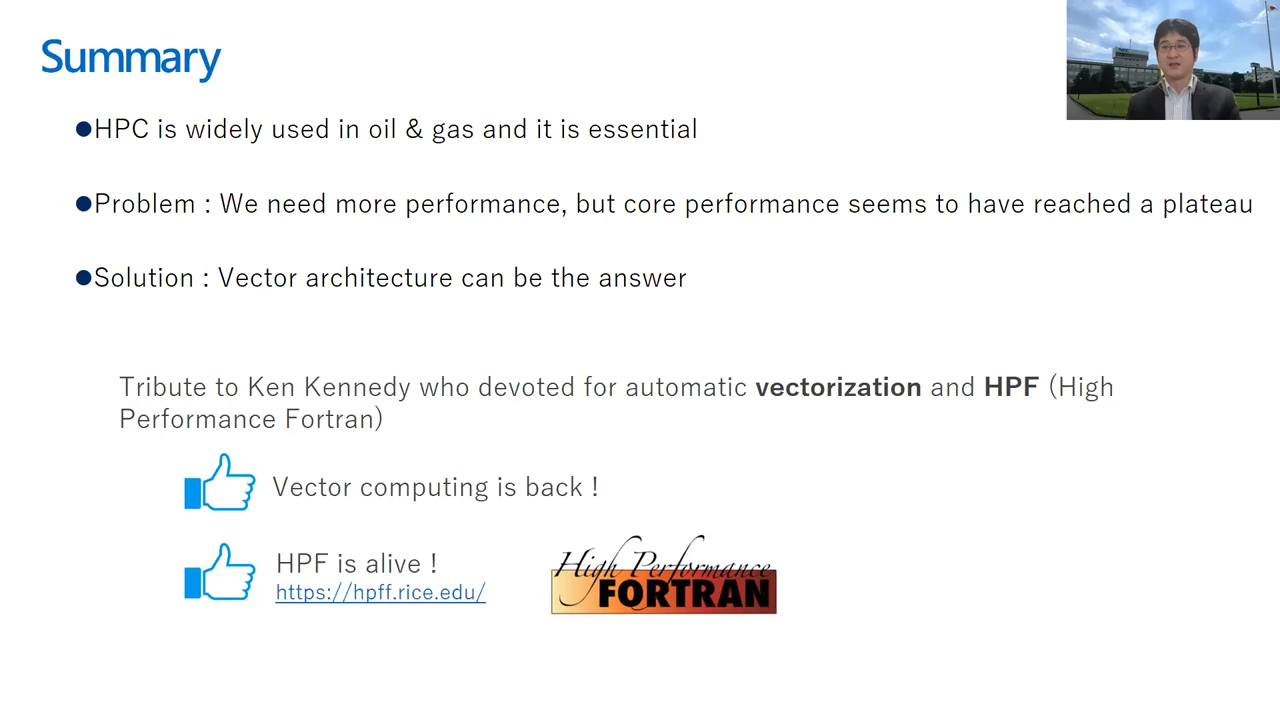 Summary
●HPC is widely used in oil & gas and it is essential
●Problem : We need more performance, but core performance seems to have reached a plateau
●Solution : Vector architecture can be the answer
Tribute to Ken Kennedy who devoted for automatic vectorization and HPF (High
Performance Fortran)
Vector computing is back !
HPF is alive !
https://hpff.rice.edu/
High Performance
FORTRAN